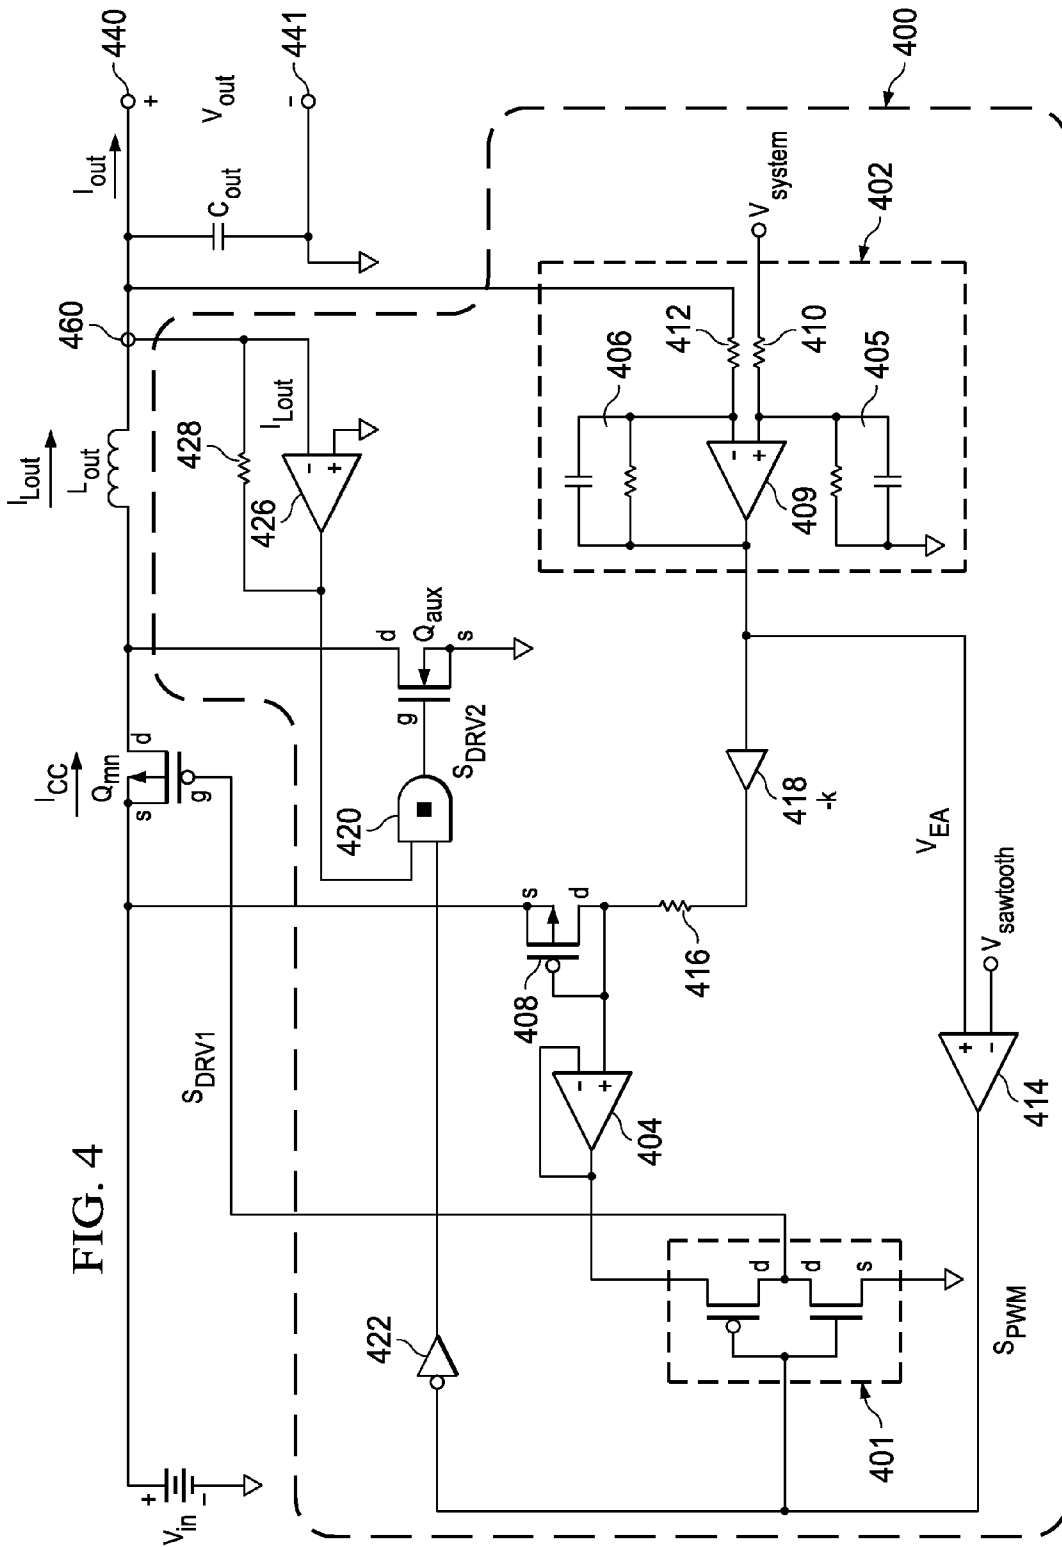 FIG. 4
V_in
+
-
I_CC
Q_mn
s
d
g
I_Lout
L_out
460
I_out
440
+
V_out
-
441
C_out
S_DRV1
428
I_Lout
426
-
+
420
S_DRV2
Q_aux
d
g
s
400
422
408
s
d
416
404
-
+
418
-k
402
406
412
410
405
409
-
+
V_system
V_EA
V_sawtooth
+
-
414
401
d
d
s
S_PWM